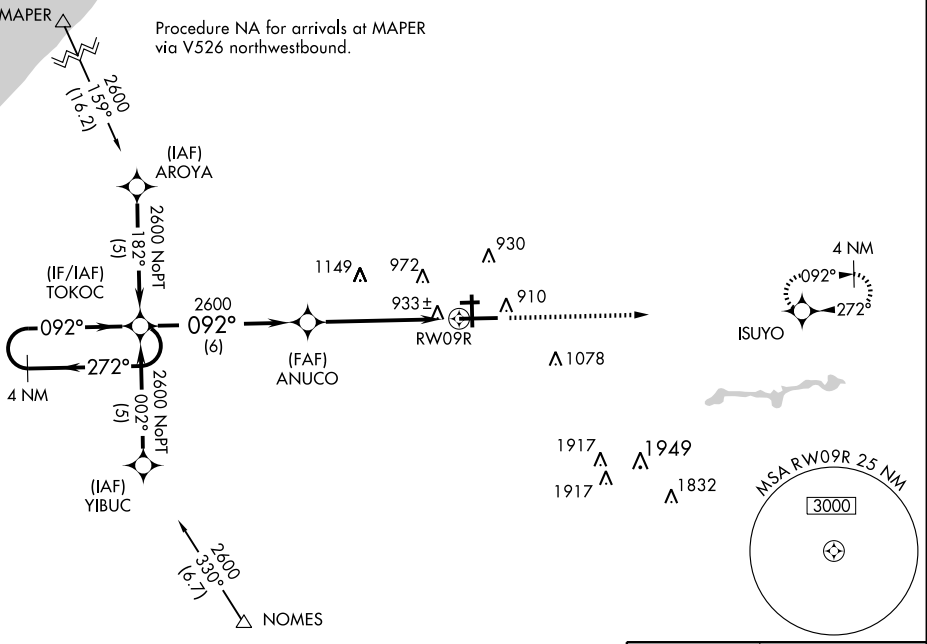 MAPER
Procedure NA for arrivals at MAPER
via V526 northwestbound.
2600
159°
(16.2)
(IAF)
AROYA
2600 NoPT
182°
(5)
(IF/IAF)
TOKOC
092°
272°
4 NM
2600
092°
(6)
(FAF)
ANUCO
1149
972
930
933±
910
RW09R
1078
4 NM
092°
272°
ISUYO
2600 NoPT
002°
(5)
(IAF)
YIBUC
1917
1949
1917
1832
2600
330°
(6.7)
NOMES
MSA RW09R 25 NM
3000